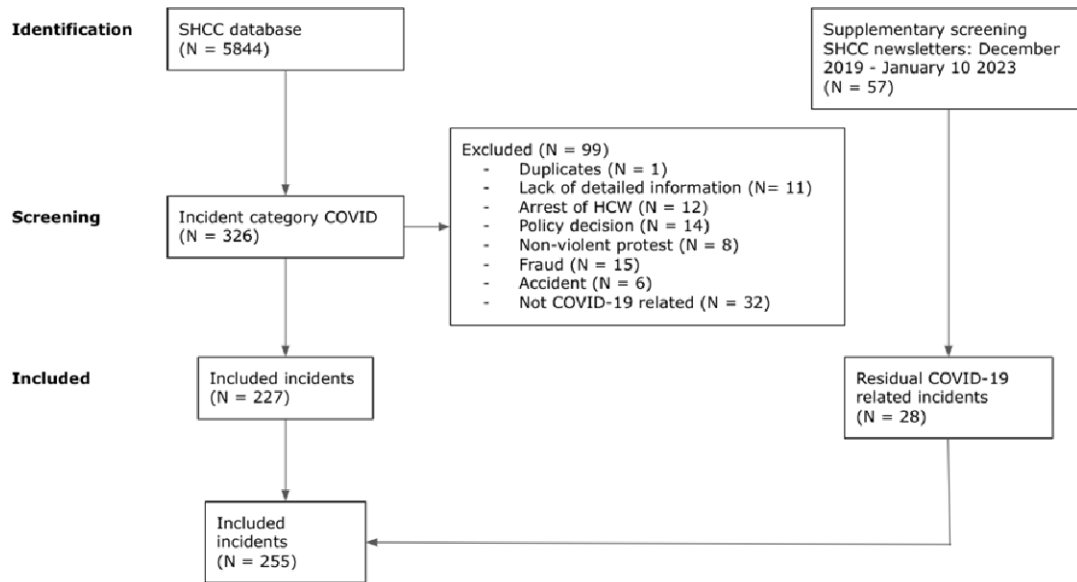 Identification
SHCC database
(N = 5844)
Supplementary screening
SHCC newsletters: December
2019 - January 10 2023
(N = 57)
Excluded (N = 99)
- Duplicates (N = 1)
- Lack of detailed information (N= 11)
- Arrest of HCW (N = 12)
- Policy decision (N = 14)
- Non-violent protest (N = 8)
- Fraud (N = 15)
- Accident (N = 6)
- Not COVID-19 related (N = 32)
Screening
Incident category COVID
(N = 326)
Included
Included incidents
(N = 227)
Residual COVID-19
related incidents
(N = 28)
Included
incidents
(N = 255)